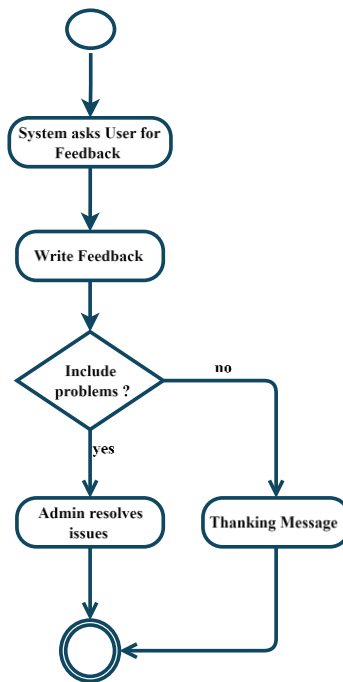 System asks User for
Feedback
Write Feedback
Include
problems ?
no
yes
Admin resolves
issues
Thanking Message